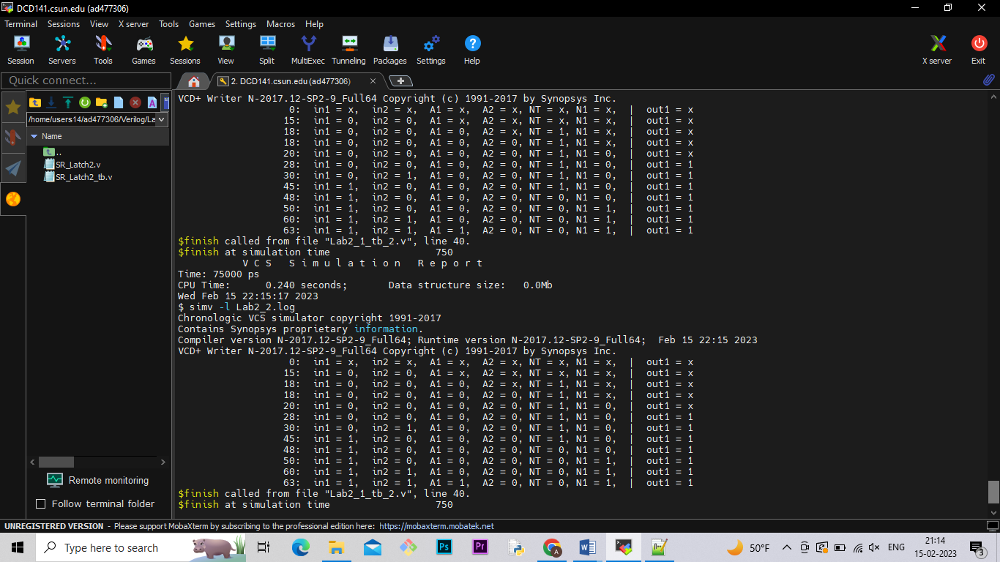 DCD141.csun.edu (ad477306)
Terminal Sessions View X server Tools Games Settings Macros Help
Session Servers Tools Games Sessions View Split MultiExec Tunneling Packages Settings Help X server Exit
Quick connect...
2. DCD141.csun.edu (ad477306)
/home/users14/ad477306/Verilog/La
Name
..
SR_Latch2.v
SR_Latch2_tb.v
Remote monitoring
Follow terminal folder
VCD+ Writer N-2017.12-SP2-9_Full64 Copyright (c) 1991-2017 by Synopsys Inc.
0: in1 = x, in2 = x, A1 = x, A2 = x, NT = x, N1 = x, | out1 = x
15: in1 = 0, in2 = 0, A1 = x, A2 = x, NT = x, N1 = x, | out1 = x
18: in1 = 0, in2 = 0, A1 = 0, A2 = x, NT = 1, N1 = x, | out1 = x
18: in1 = 0, in2 = 0, A1 = 0, A2 = 0, NT = 1, N1 = x, | out1 = x
20: in1 = 0, in2 = 0, A1 = 0, A2 = 0, NT = 1, N1 = 0, | out1 = x
28: in1 = 0, in2 = 0, A1 = 0, A2 = 0, NT = 1, N1 = 0, | out1 = 1
30: in1 = 0, in2 = 1, A1 = 0, A2 = 0, NT = 1, N1 = 0, | out1 = 1
45: in1 = 1, in2 = 0, A1 = 0, A2 = 0, NT = 1, N1 = 0, | out1 = 1
48: in1 = 1, in2 = 0, A1 = 0, A2 = 0, NT = 0, N1 = 0, | out1 = 1
50: in1 = 1, in2 = 0, A1 = 0, A2 = 0, NT = 0, N1 = 1, | out1 = 1
60: in1 = 1, in2 = 1, A1 = 0, A2 = 0, NT = 0, N1 = 1, | out1 = 1
63: in1 = 1, in2 = 1, A1 = 1, A2 = 0, NT = 0, N1 = 1, | out1 = 1
$finish called from file "Lab2_1_tb_2.v", line 40.
$finish at simulation time 750
V C S S i m u l a t i o n R e p o r t
Time: 75000 ps
CPU Time: 0.240 seconds; Data structure size: 0.0Mb
Wed Feb 15 22:15:17 2023
$ simv -l Lab2_2.log
Chronologic VCS simulator copyright 1991-2017
Contains Synopsys proprietary information.
Compiler version N-2017.12-SP2-9_Full64; Runtime version N-2017.12-SP2-9_Full64; Feb 15 22:15 2023
VCD+ Writer N-2017.12-SP2-9_Full64 Copyright (c) 1991-2017 by Synopsys Inc.
0: in1 = x, in2 = x, A1 = x, A2 = x, NT = x, N1 = x, | out1 = x
15: in1 = 0, in2 = 0, A1 = x, A2 = x, NT = x, N1 = x, | out1 = x
18: in1 = 0, in2 = 0, A1 = 0, A2 = x, NT = 1, N1 = x, | out1 = x
18: in1 = 0, in2 = 0, A1 = 0, A2 = x, NT = 1, N1 = x, | out1 = x
20: in1 = 0, in2 = 0, A1 = 0, A2 = 0, NT = 1, N1 = 0, | out1 = x
28: in1 = 0, in2 = 0, A1 = 0, A2 = 0, NT = 1, N1 = 0, | out1 = 1
30: in1 = 0, in2 = 1, A1 = 0, A2 = 0, NT = 1, N1 = 0, | out1 = 1
45: in1 = 1, in2 = 0, A1 = 0, A2 = 0, NT = 1, N1 = 0, | out1 = 1
48: in1 = 1, in2 = 0, A1 = 0, A2 = 0, NT = 0, N1 = 0, | out1 = 1
50: in1 = 1, in2 = 0, A1 = 0, A2 = 0, NT = 0, N1 = 1, | out1 = 1
60: in1 = 1, in2 = 1, A1 = 0, A2 = 0, NT = 0, N1 = 1, | out1 = 1
63: in1 = 1, in2 = 1, A1 = 1, A2 = 0, NT = 0, N1 = 1, | out1 = 1
$finish called from file "Lab2_1_tb_2.v", line 40.
$finish at simulation time 750
UNREGISTERED VERSION - Please support MobaXterm by subscribing to the professional edition here: https://mobaxterm.mobatek.net
Type here to search
Ps
Pr
A
W
50°F
ENG
21:14
15-02-2023
3